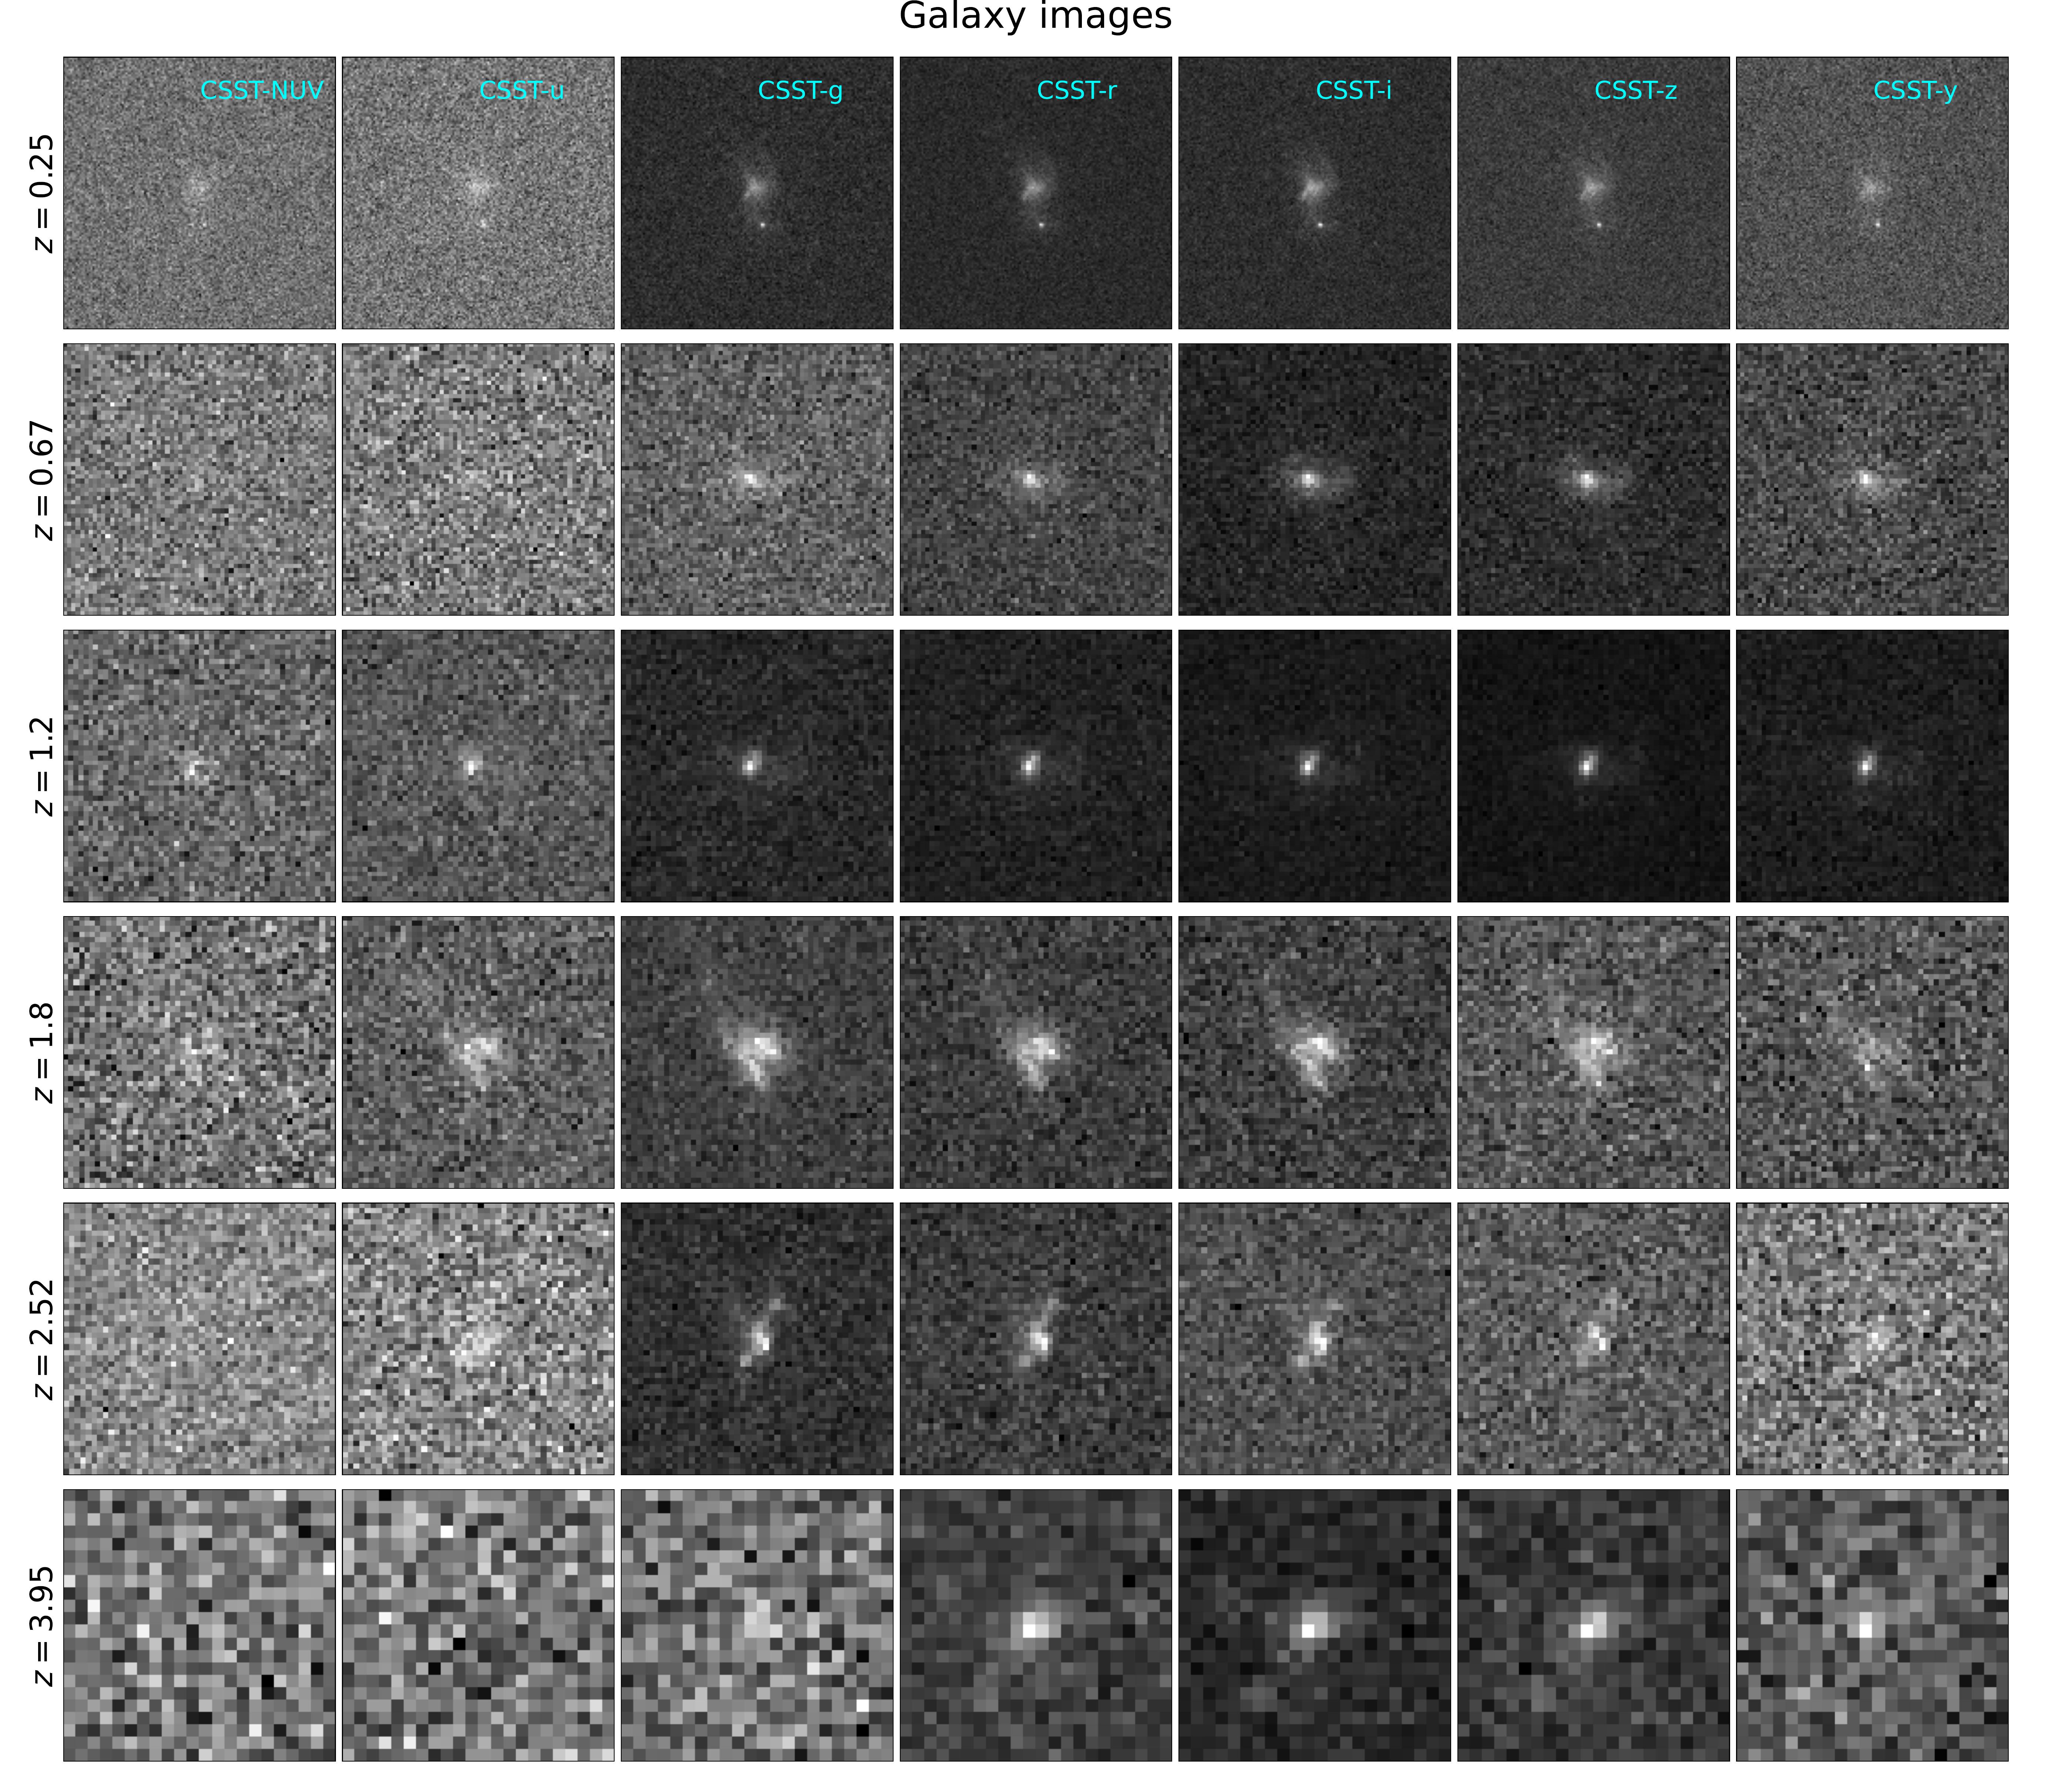 Galaxy images
CSST-NUV CSST-u CSST-g CSST-r CSST-i CSST-z CSST-y
z = 0.25
z = 0.67
z = 1.2
z = 1.8
z = 2.52
z = 3.95